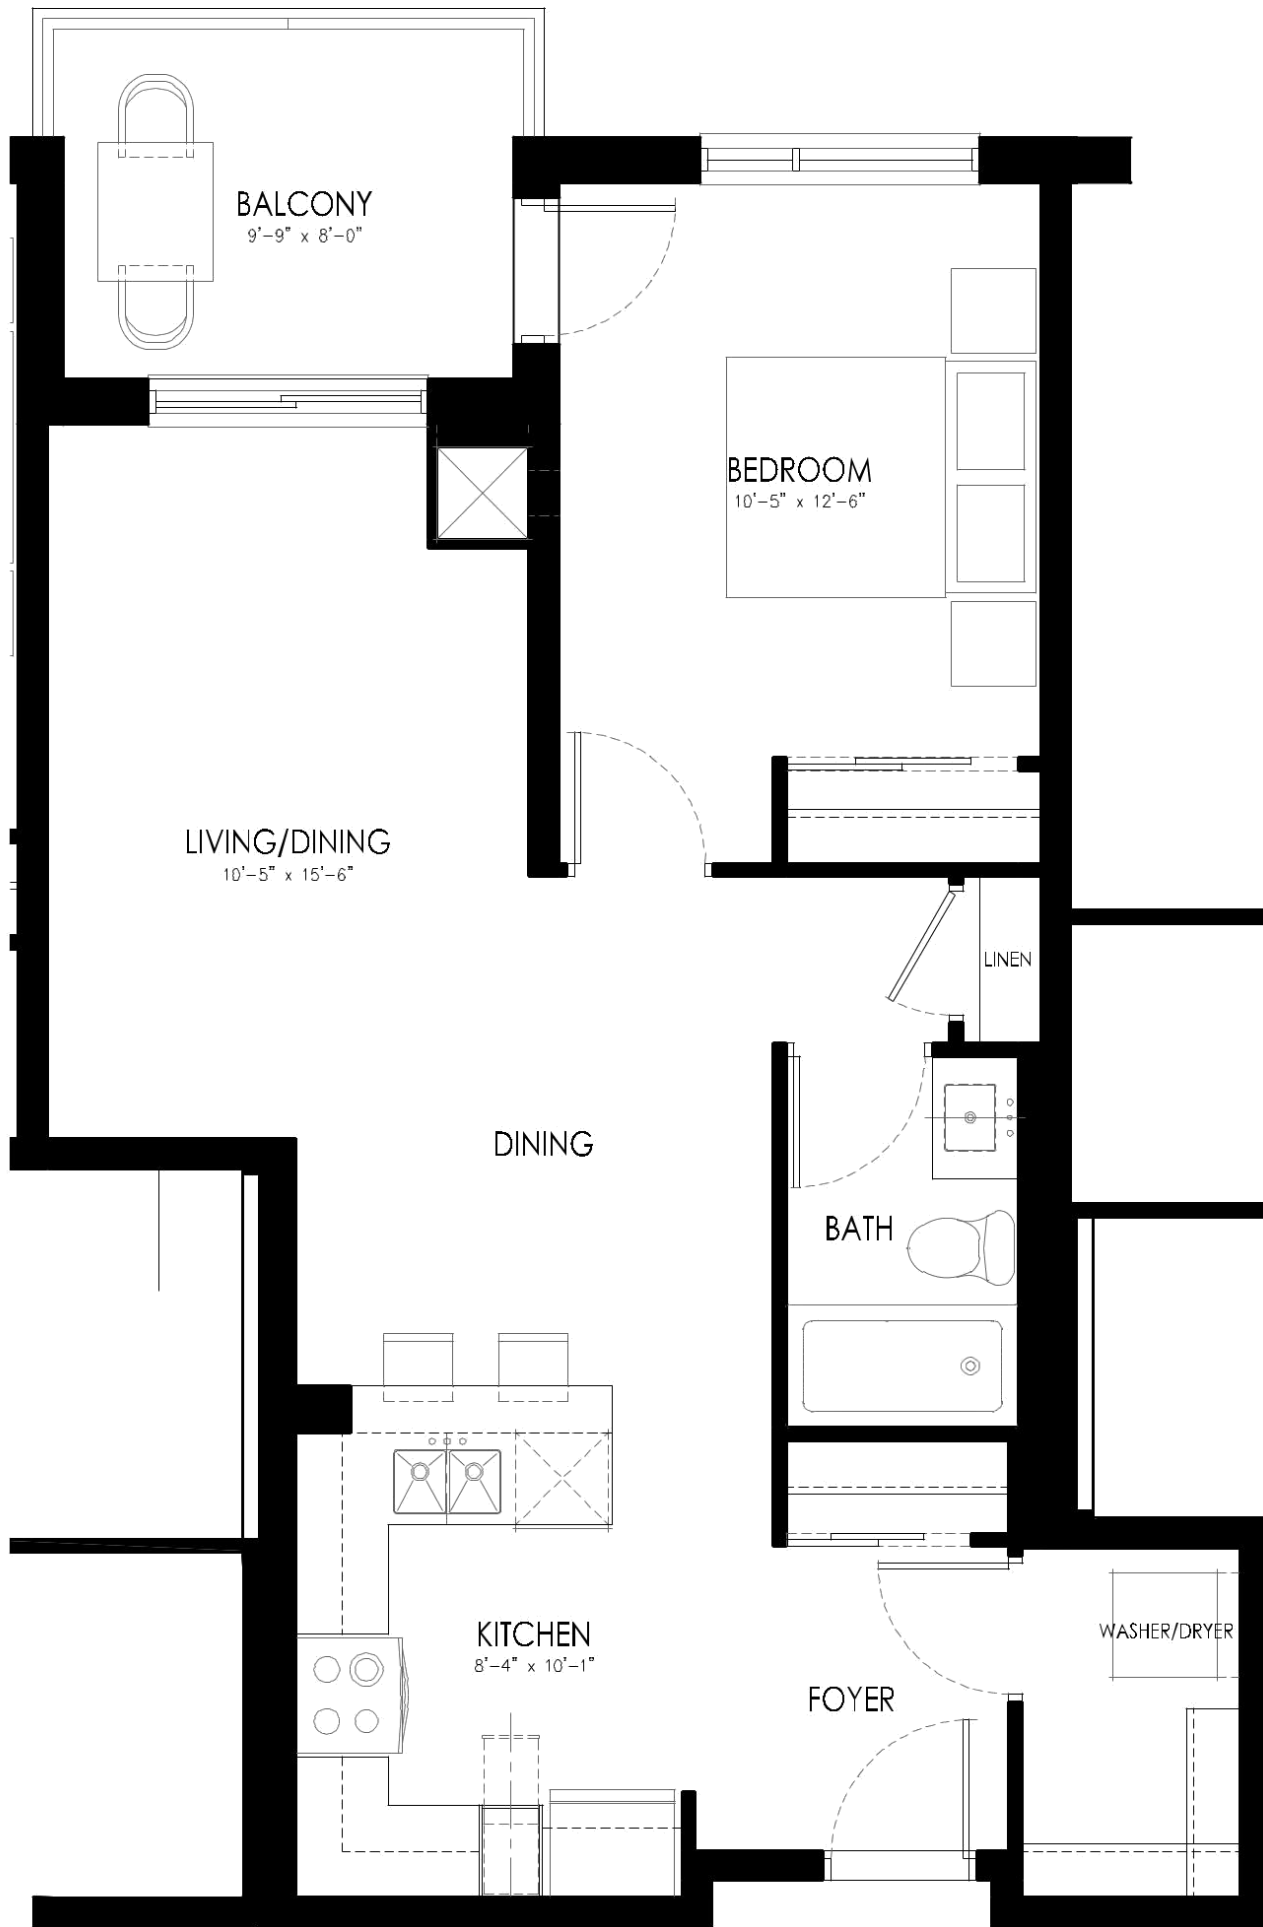 BALCONY
9'-9" x 8'-0"
BEDROOM
10'-5" x 12'-6"
LIVING/DINING
10'-5" x 15'-6"
LINEN
DINING
BATH
KITCHEN
8'-4" x 10'-1"
WASHER/DRYER
FOYER